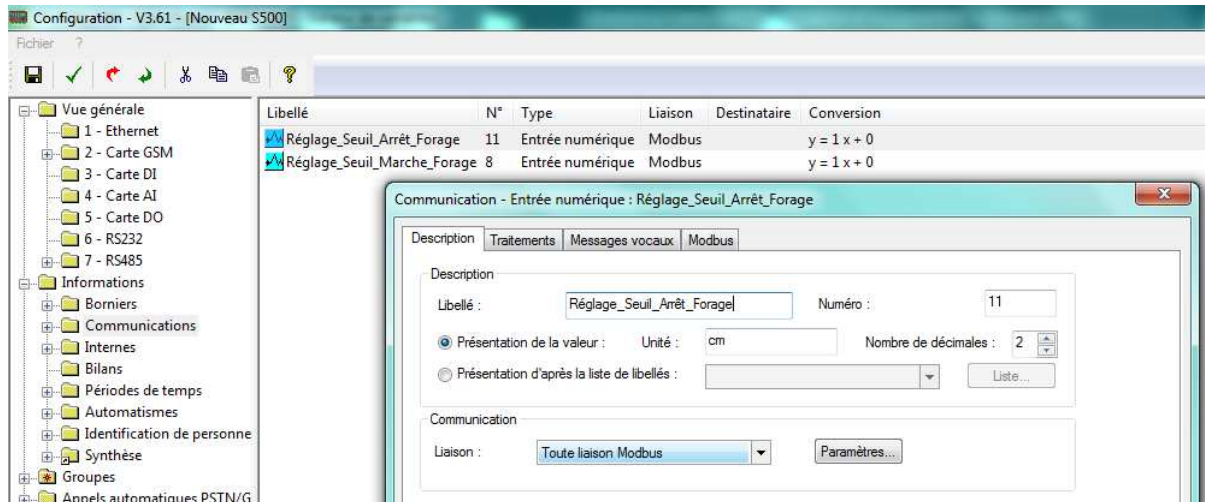 Configuration - V3.61 - [Nouveau S500]
Fichier ?
Vue générale
1 - Ethernet
2 - Carte GSM
3 - Carte DI
4 - Carte AI
5 - Carte DO
6 - RS232
7 - RS485
Informations
Borniers
Communications
Internes
Bilans
Périodes de temps
Automatismes
Identification de personne
Synthèse
Groupes
Appels automatiques PSTN/G
Libellé N° Type Liaison Destinataire Conversion
Réglage_Seuil_Arrêt_Forage 11 Entrée numérique Modbus y = 1 x + 0
Réglage_Seuil_Marche_Forage 8 Entrée numérique Modbus y = 1 x + 0
Communication - Entrée numérique : Réglage_Seuil_Arrêt_Forage
Description Traitements Messages vocaux Modbus
Description
Libellé : Réglage_Seuil_Arrêt_Forage Numéro : 11
Présentation de la valeur : Unité : cm Nombre de décimales : 2
Présentation d'après la liste de libellés : Liste...
Communication
Liaison : Toute liaison Modbus Paramètres...